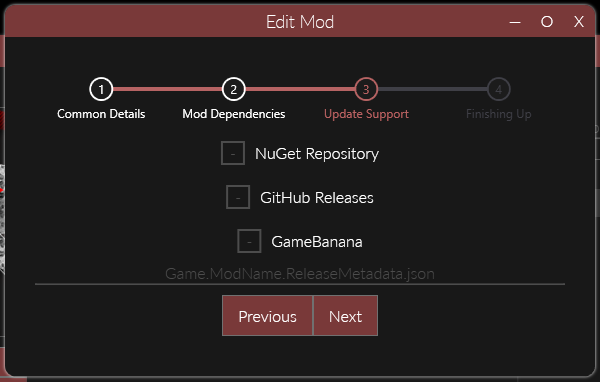 Edit Mod
1 2 3 4
Common Details Mod Dependencies Update Support Finishing Up
- NuGet Repository
- GitHub Releases
- GameBanana
Game.ModName.ReleaseMetadata.json
Previous Next